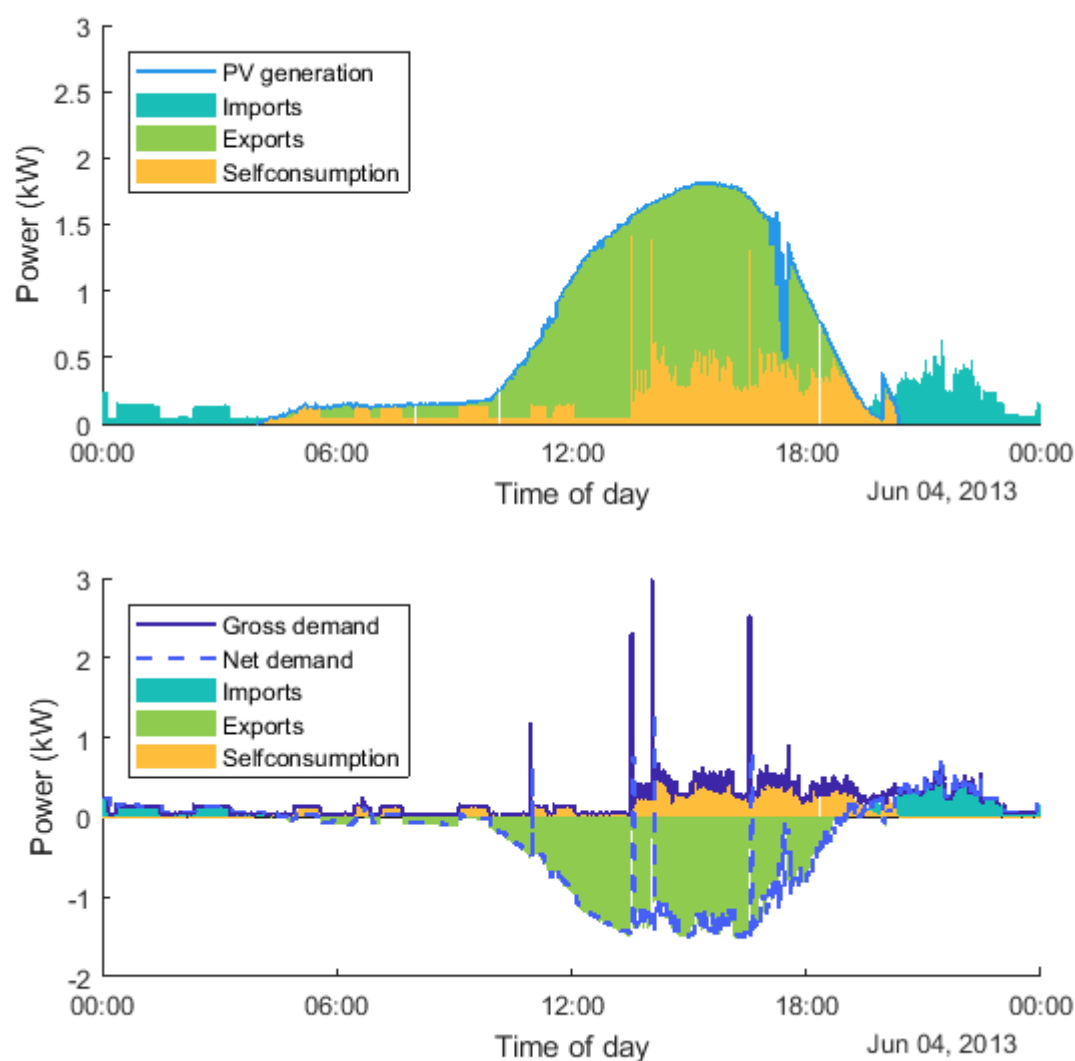 3
2.5
2
1.5
1
0.5
0
Power (kW)
PV generation
Imports
Exports
Selfconsumption
00:00 06:00 12:00 18:00 00:00
Time of day
Jun 04, 2013
3
2
1
0
-1
-2
Power (kW)
Gross demand
Net demand
Imports
Exports
Selfconsumption
00:00 06:00 12:00 18:00 00:00
Time of day
Jun 04, 2013